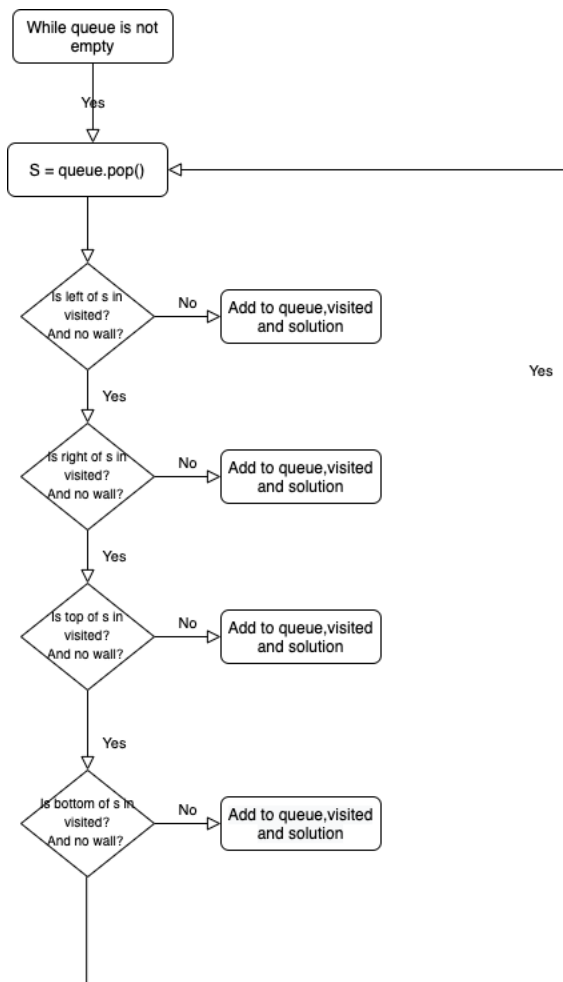 While queue is not
empty
Yes
S = queue.pop()
Is left of s in
visited?
And no wall?
No
Add to queue,visited
and solution
Yes
Yes
Is right of s in
visited?
And no wall?
No
Add to queue,visited
and solution
Yes
Is top of s in
visited?
And no wall?
No
Add to queue,visited
and solution
Yes
Is bottom of s in
visited?
And no wall?
No
Add to queue,visited
and solution